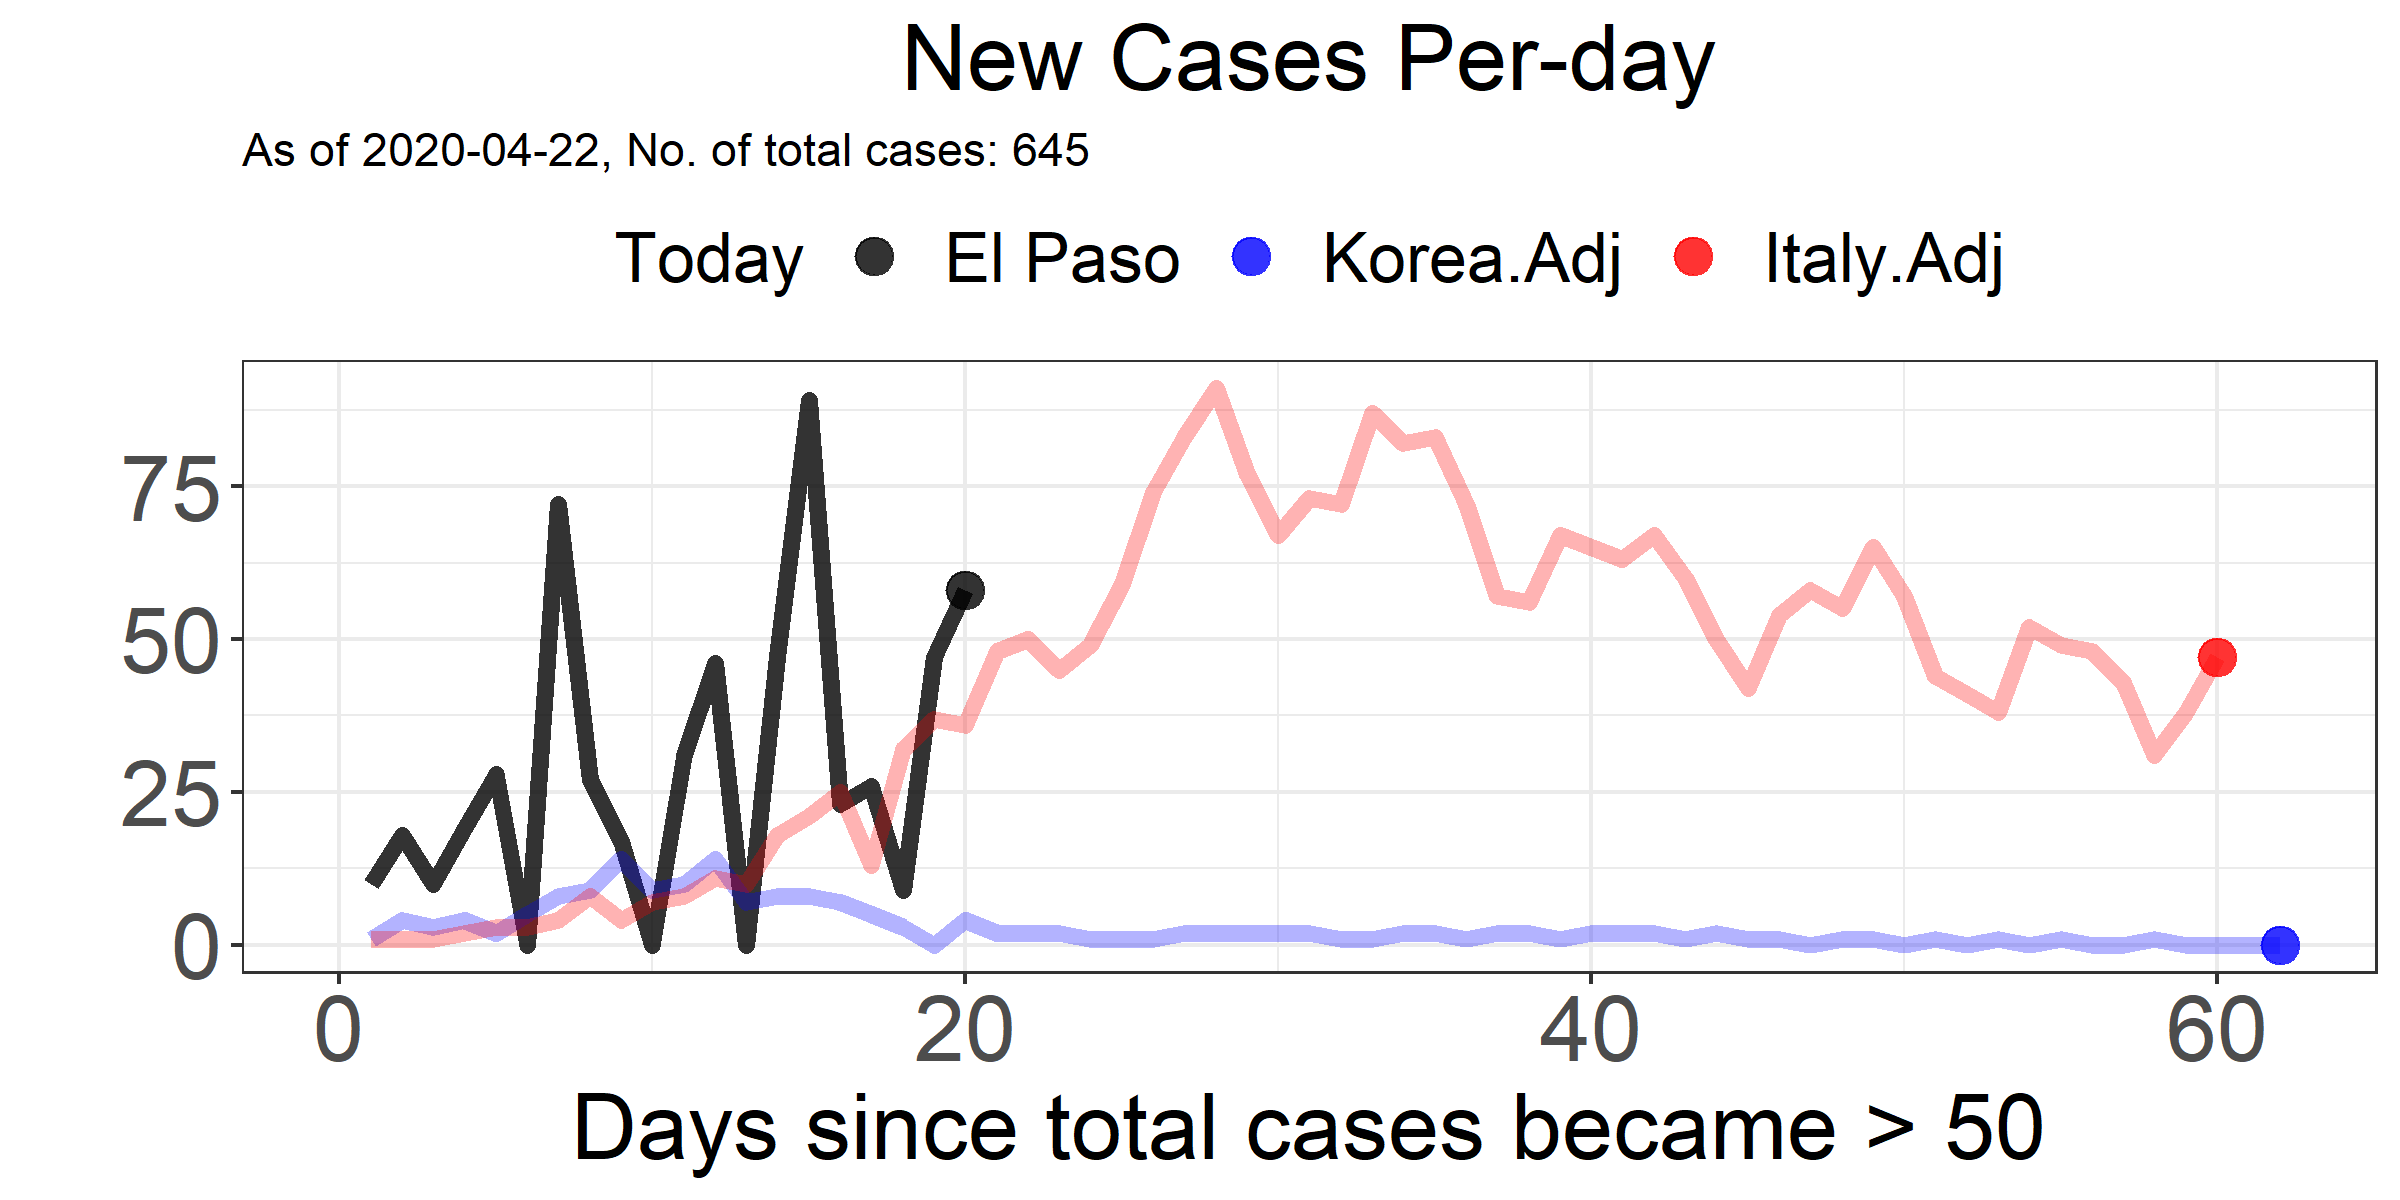 New Cases Per-day
As of 2020-04-22, No. of total cases: 645
Today El Paso Korea.Adj Italy.Adj
75
50
25
0
0 20 40 60
Days since total cases became > 50